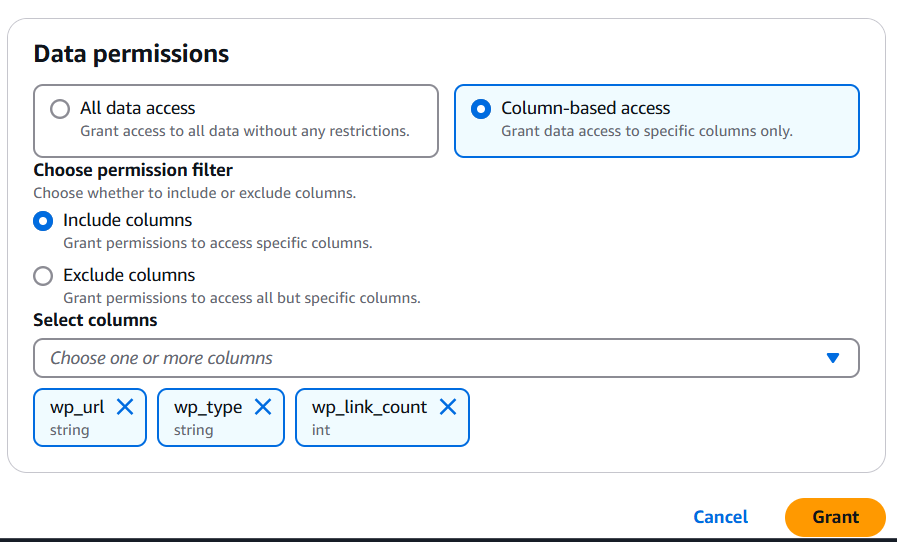 Data permissions
All data access
Grant access to all data without any restrictions.
Column-based access
Grant data access to specific columns only.
Choose permission filter
Choose whether to include or exclude columns.
Include columns
Grant permissions to access specific columns.
Exclude columns
Grant permissions to access all but specific columns.
Select columns
Choose one or more columns
wp_url
string
wp_type
string
wp_link_count
int
Cancel
Grant